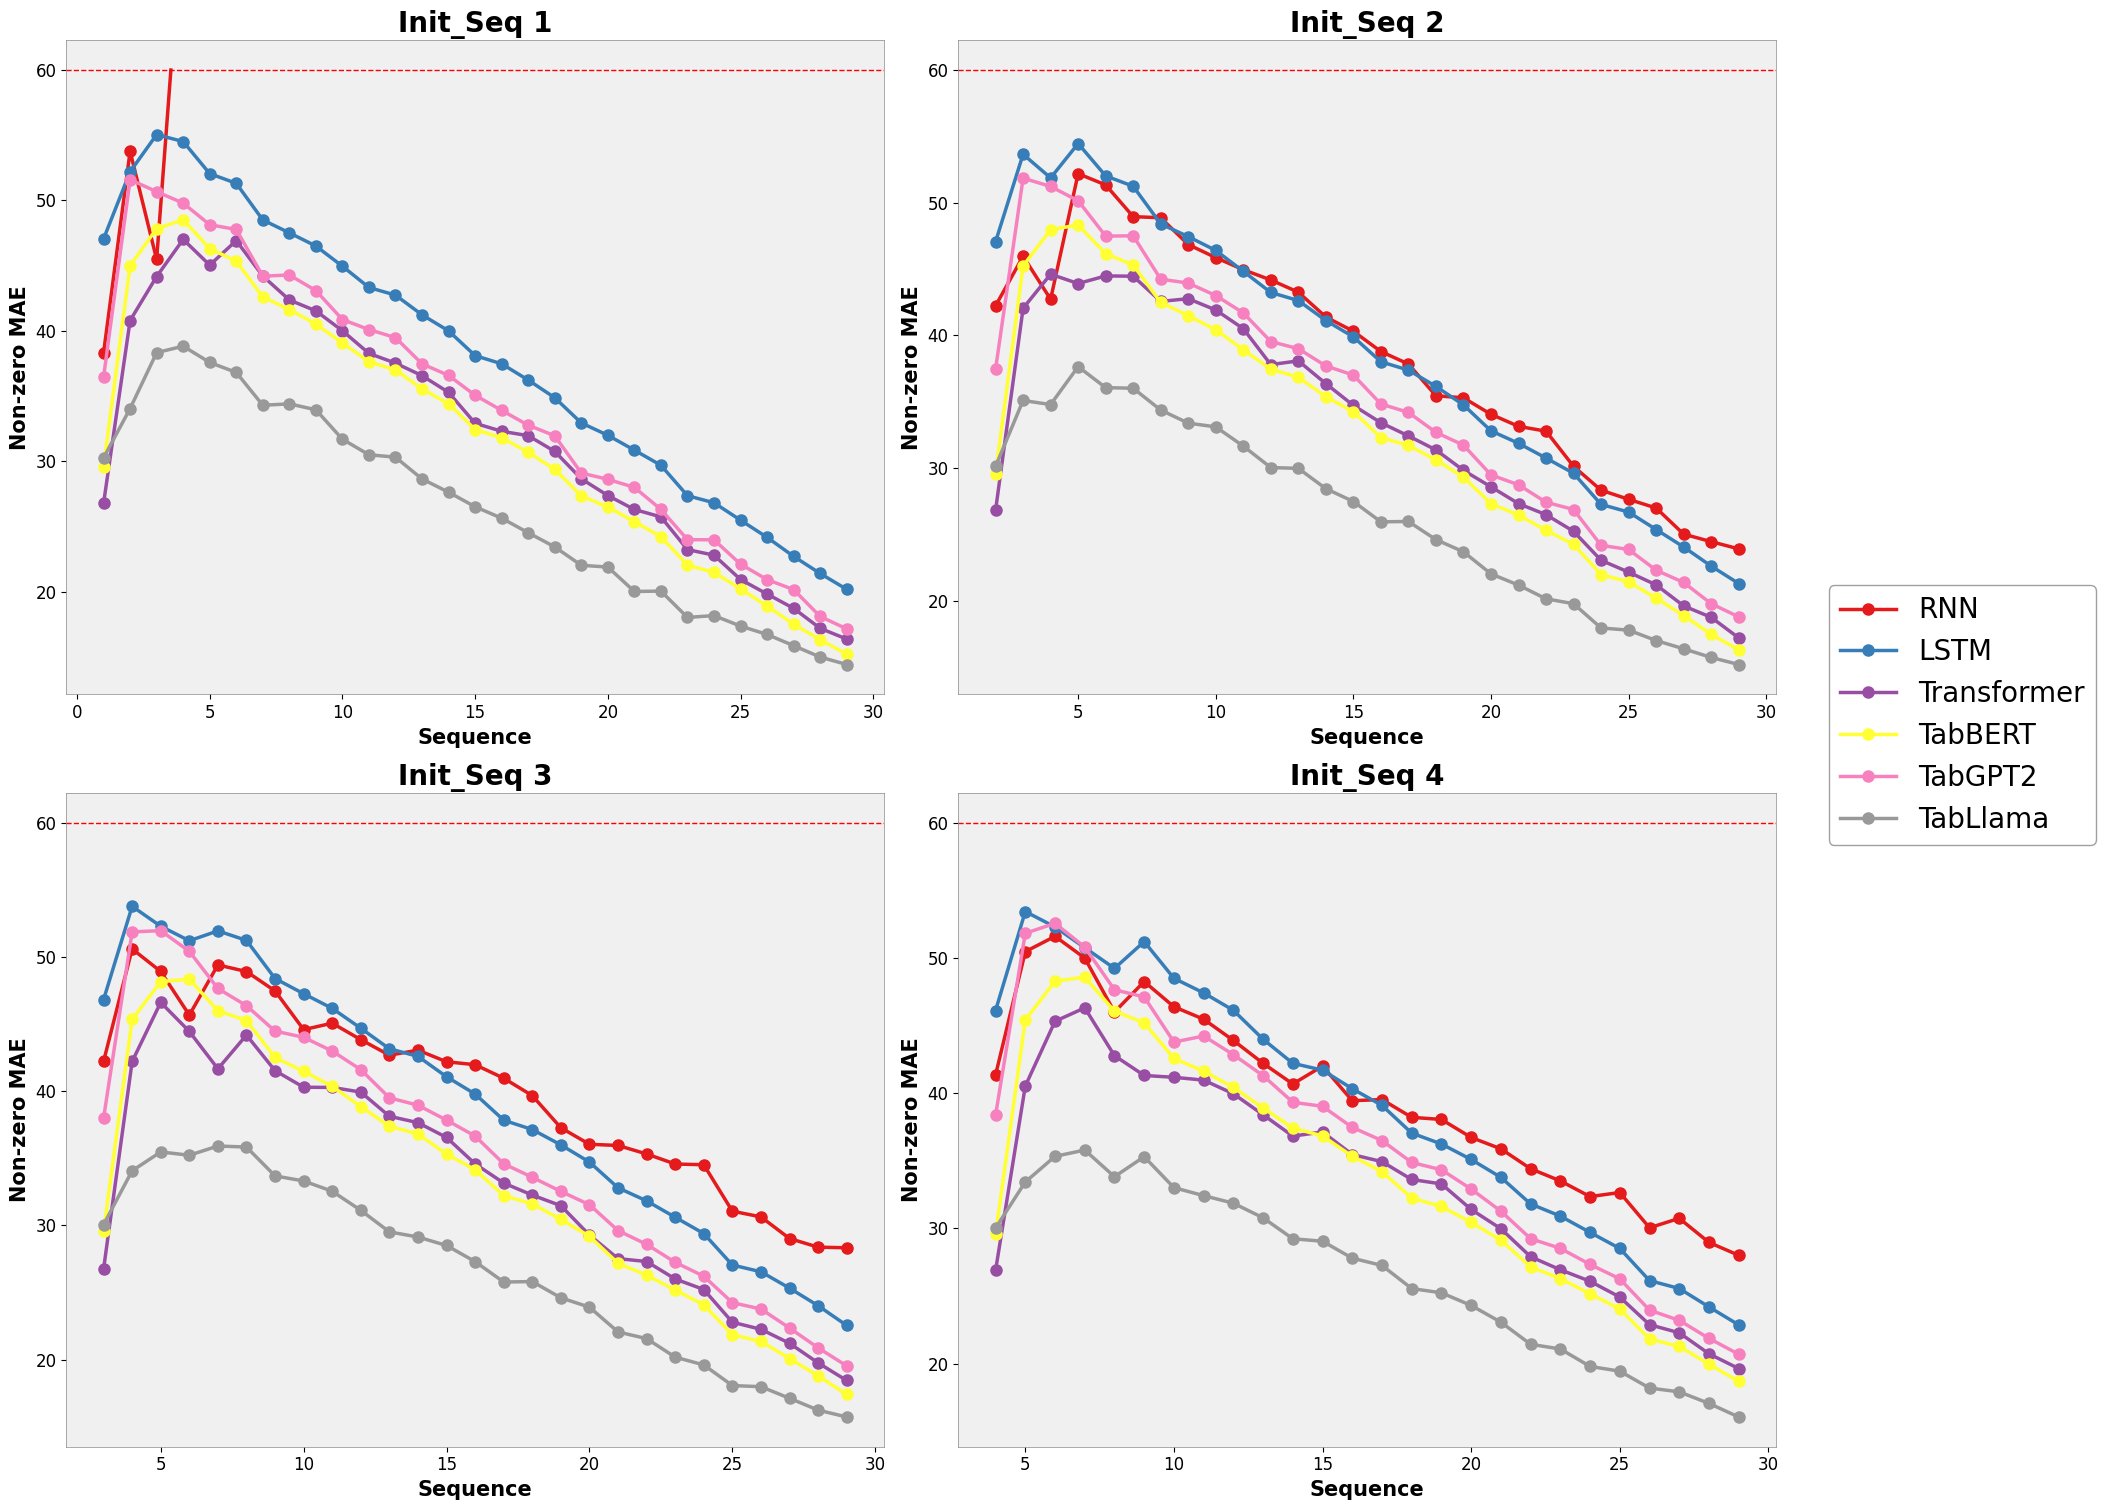 Init_Seq 1
60
50
40
30
20
Non-zero MAE
0 5 10 15 20 25 30
Sequence
Init_Seq 2
60
50
40
30
20
Non-zero MAE
5 10 15 20 25 30
Sequence
Init_Seq 3
60
50
40
30
20
Non-zero MAE
5 10 15 20 25 30
Sequence
Init_Seq 4
60
50
40
30
20
Non-zero MAE
5 10 15 20 25 30
Sequence
RNN
LSTM
Transformer
TabBERT
TabGPT2
TabLlama